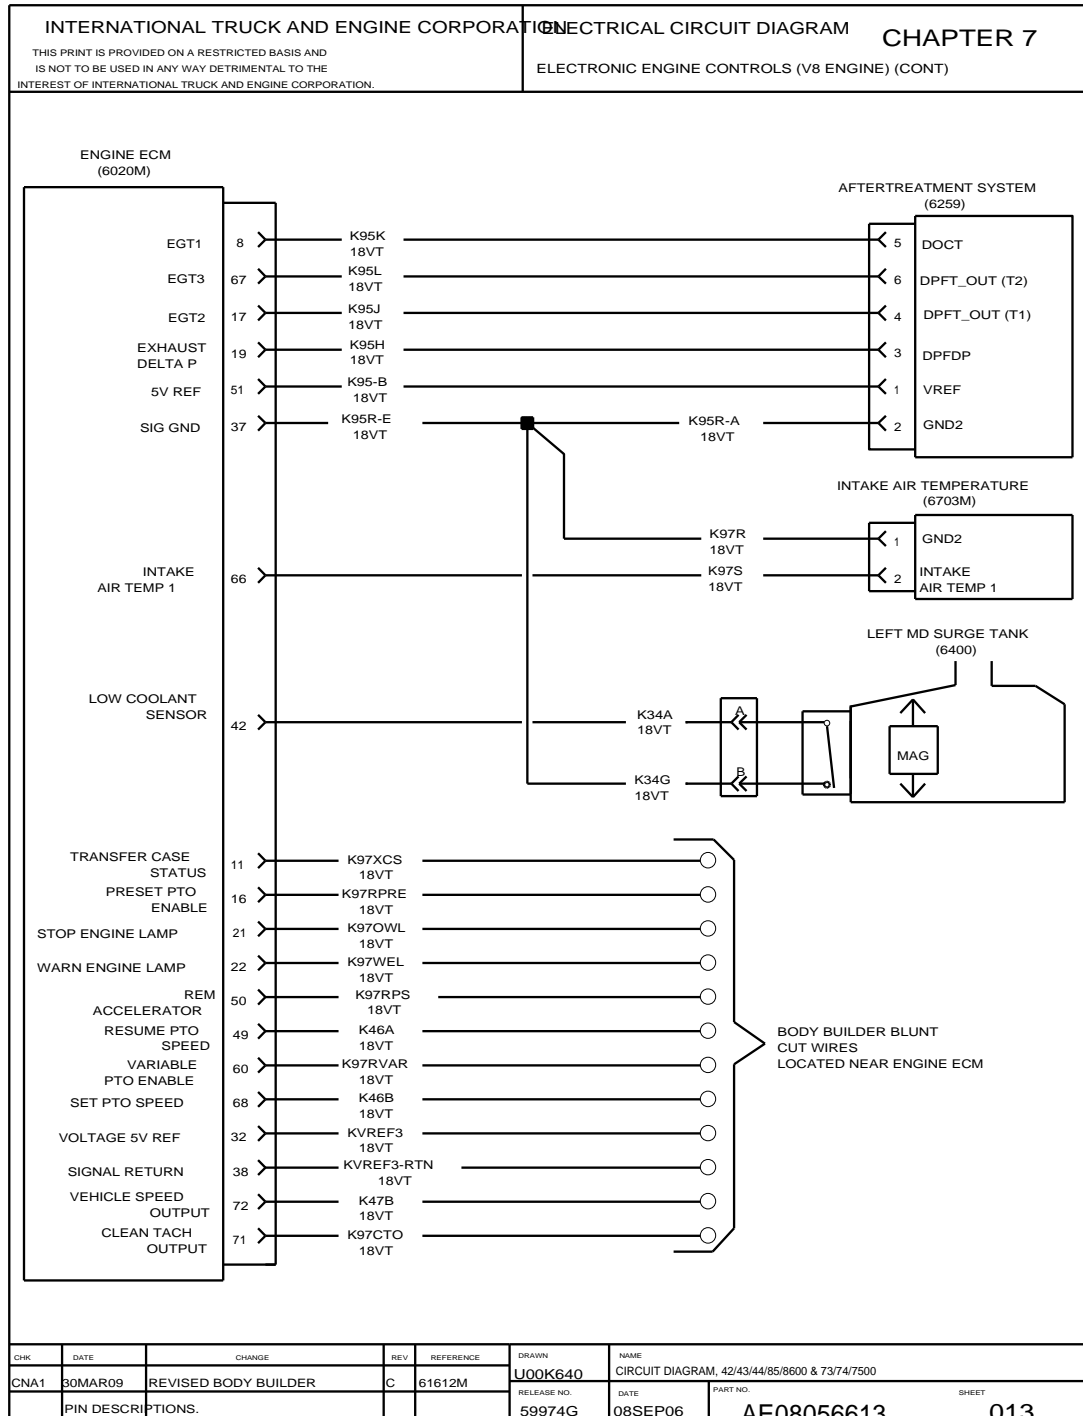 INTERNATIONAL TRUCK AND ENGINE CORPORATION
THIS PRINT IS PROVIDED ON A RESTRICTED BASIS AND
IS NOT TO BE USED IN ANY WAY DETRIMENTAL TO THE
INTEREST OF INTERNATIONAL TRUCK AND ENGINE CORPORATION.
ELECTRICAL CIRCUIT DIAGRAM
CHAPTER 7
ELECTRONIC ENGINE CONTROLS (V8 ENGINE) (CONT)
ENGINE ECM
(6020M)
AFTERTREATMENT SYSTEM
(6259)
EGT1 8 K95K 18VT 5 DOCT
EGT3 67 K95L 18VT 6 DPFT_OUT (T2)
EGT2 17 K95J 18VT 4 DPFT_OUT (T1)
EXHAUST
DELTA P 19 K95H 18VT 3 DPFDP
5V REF 51 K95-B 18VT 1 VREF
SIG GND 37 K95R-E 18VT K95R-A 18VT 2 GND2
INTAKE AIR TEMPERATURE
(6703M)
K97R 18VT 1 GND2
INTAKE
AIR TEMP 1 66 K97S 18VT 2 INTAKE
AIR TEMP 1
LEFT MD SURGE TANK
(6400)
LOW COOLANT
SENSOR 42 K34A 18VT A
MAG
K34G 18VT B
TRANSFER CASE
STATUS 11 K97XCS 18VT
PRESET PTO
ENABLE 16 K97RPRE 18VT
STOP ENGINE LAMP 21 K97OWL 18VT
WARN ENGINE LAMP 22 K97WEL 18VT
REM
ACCELERATOR 50 K97RPS 18VT
RESUME PTO
SPEED 49 K46A 18VT
VARIABLE
PTO ENABLE 60 K97RVAR 18VT
SET PTO SPEED 68 K46B 18VT
VOLTAGE 5V REF 32 KVREF3 18VT
SIGNAL RETURN 38 KVREF3-RTN 18VT
VEHICLE SPEED
OUTPUT 72 K47B 18VT
CLEAN TACH
OUTPUT 71 K97CTO 18VT
BODY BUILDER BLUNT
CUT WIRES
LOCATED NEAR ENGINE ECM
CHK DATE CHANGE REV REFERENCE
CNA1 30MAR09 REVISED BODY BUILDER C 61612M
PIN DESCRIPTIONS.
DRAWN
U00K640
NAME
CIRCUIT DIAGRAM, 42/43/44/85/8600 & 73/74/7500
RELEASE NO.
59974G
DATE
08SEP06
PART NO.
AE08056613
SHEET
013